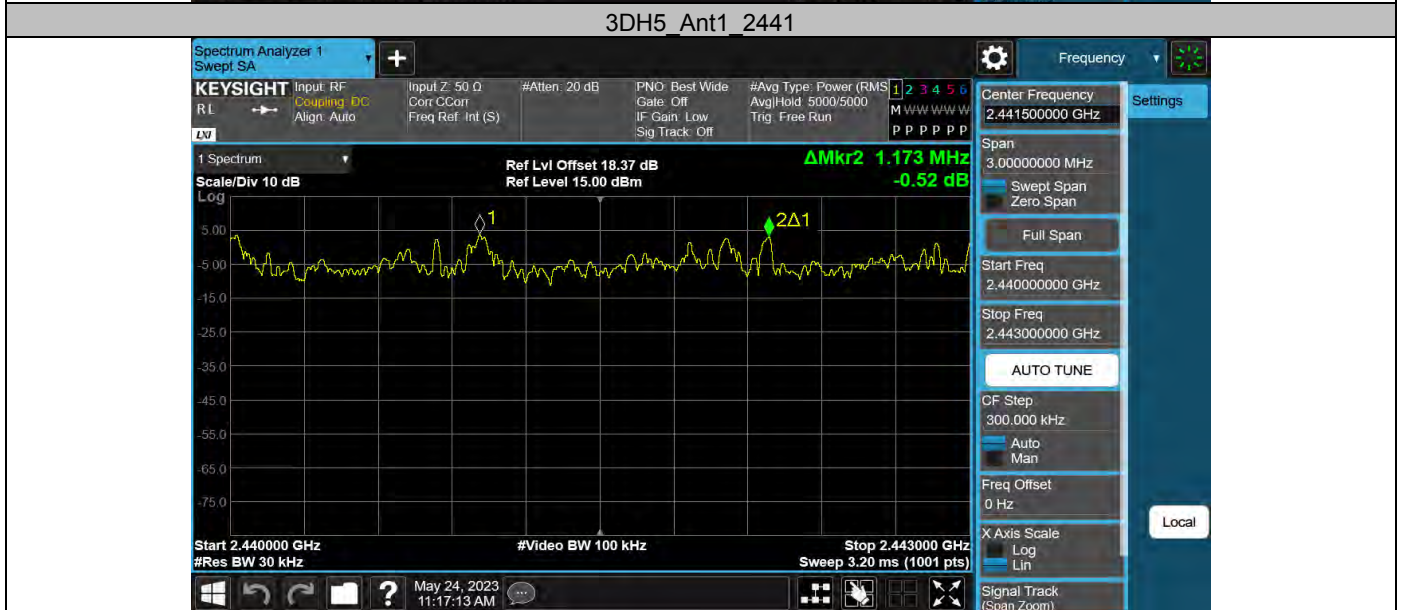 3DH5_Ant1_2441
Spectrum Analyzer 1
Swept SA
+
Frequency
KEYSIGHT
RL
LXI
Input: RF
Coupling: DC
Align: Auto
Input Z: 50 Ω
Corr CCorr
Freq Ref: Int (S)
#Atten: 20 dB
PNO: Best Wide
Gate: Off
IF Gain: Low
Sig Track: Off
#Avg Type: Power (RMS
Avg|Hold: 5000/5000
Trig: Free Run
1 2 3 4 5 6
M W W W W W
P P P P P P
Center Frequency
2.441500000 GHz
Settings
Span
3.00000000 MHz
Swept Span
Zero Span
Full Span
Start Freq
2.440000000 GHz
Stop Freq
2.443000000 GHz
AUTO TUNE
CF Step
300.000 kHz
Auto
Man
Freq Offset
0 Hz
X Axis Scale
Log
Lin
Signal Track
(Span Zoom)
Local
1 Spectrum
Scale/Div 10 dB
Log
Ref Lvl Offset 18.37 dB
Ref Level 15.00 dBm
ΔMkr2 1.173 MHz
-0.52 dB
1
2Δ1
5.00
-5.00
-15.0
-25.0
-35.0
-45.0
-55.0
-65.0
-75.0
Start 2.440000 GHz
#Res BW 30 kHz
#Video BW 100 kHz
Stop 2.443000 GHz
Sweep 3.20 ms (1001 pts)
?
May 24, 2023
11:17:13 AM